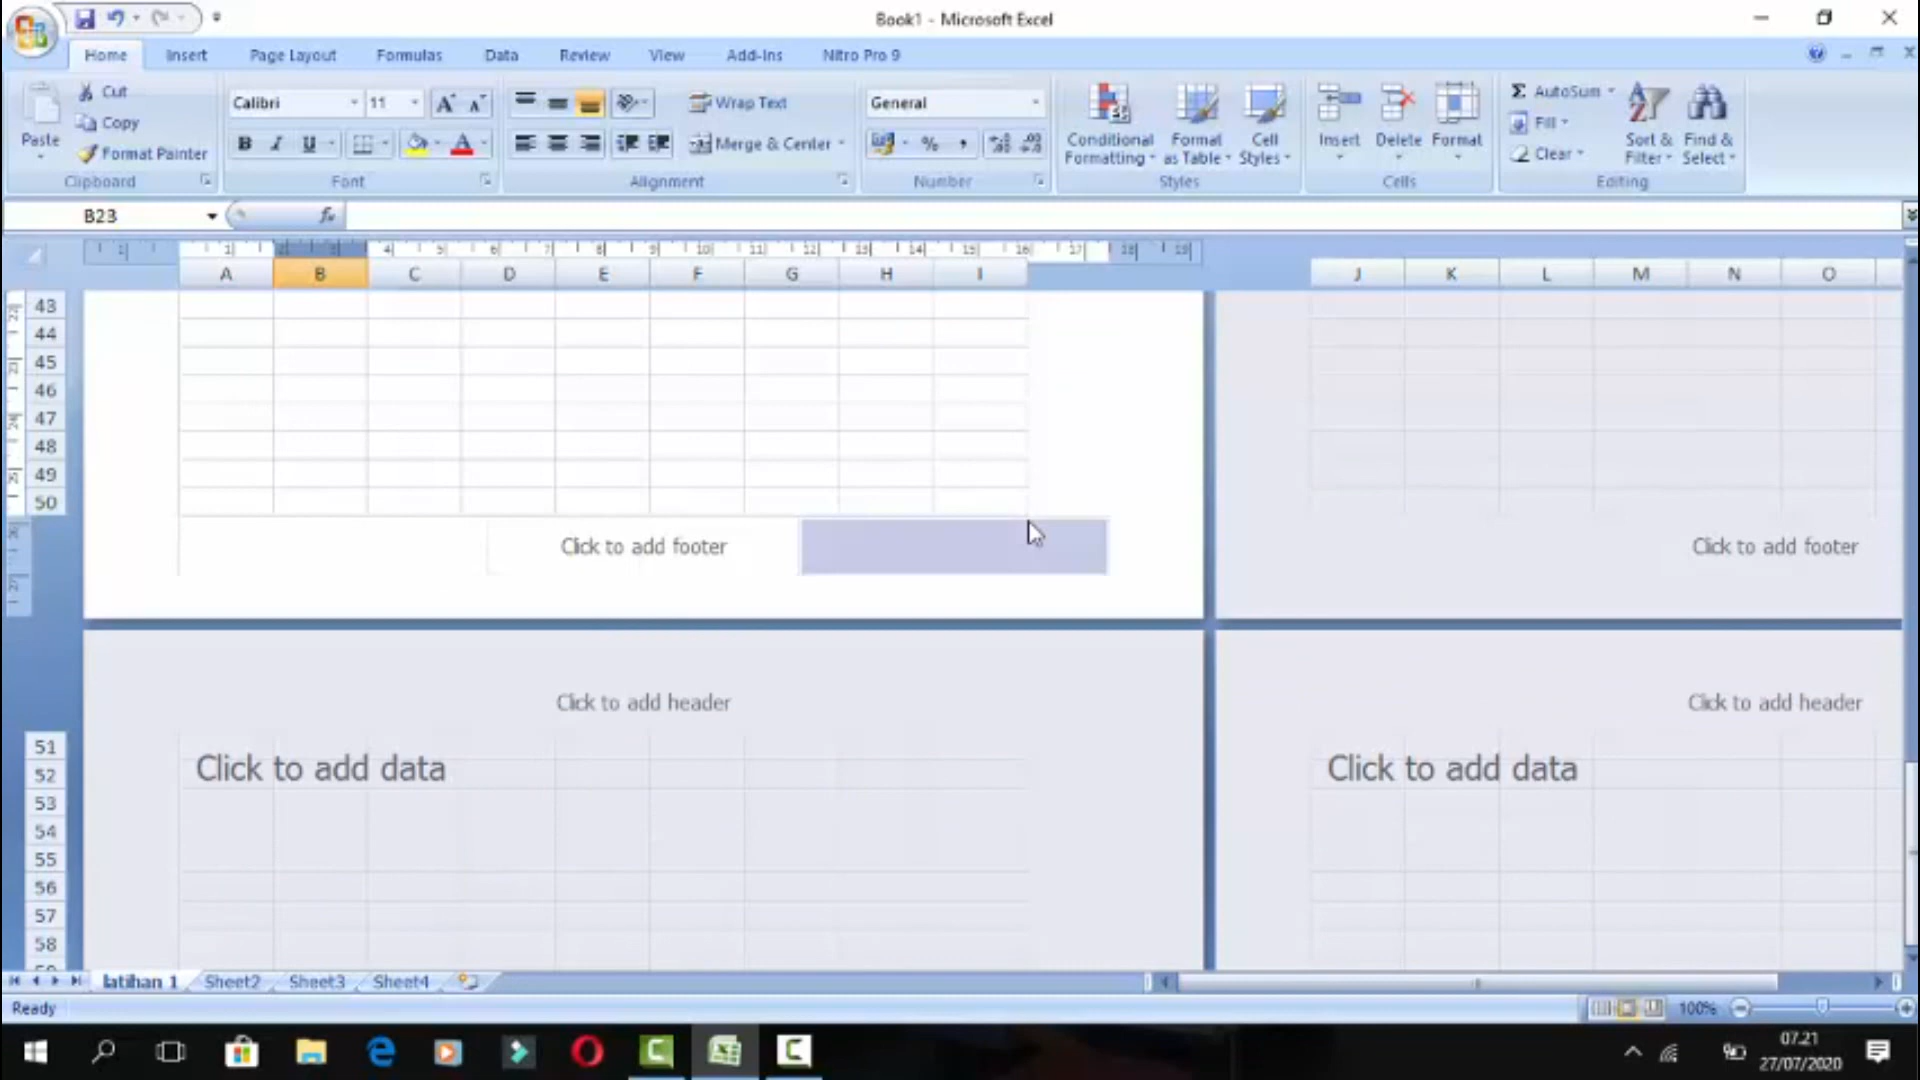 Book1 - Microsoft Excel
Home Insert Page Layout Formulas Data Review View Add-Ins Nitro Pro 9
Paste Cut Copy Format Painter
Clipboard
Calibri 11
B I U
Font
Wrap Text
Merge & Center
Alignment
General
%
Number
Conditional Formatting
Format as Table
Cell Styles
Styles
Insert Delete Format
Cells
Σ AutoSum
Fill
Clear
Sort & Filter
Find & Select
Editing
B23 fx
A B C D E F G H I J K L M N O
43
44
45
46
47
48
49
50
Click to add footer Click to add footer
Click to add header Click to add header
51
Click to add data Click to add data
52
53
54
55
56
57
58
latihan 1 Sheet2 Sheet3 Sheet4
Ready 100%
07.21
27/07/2020